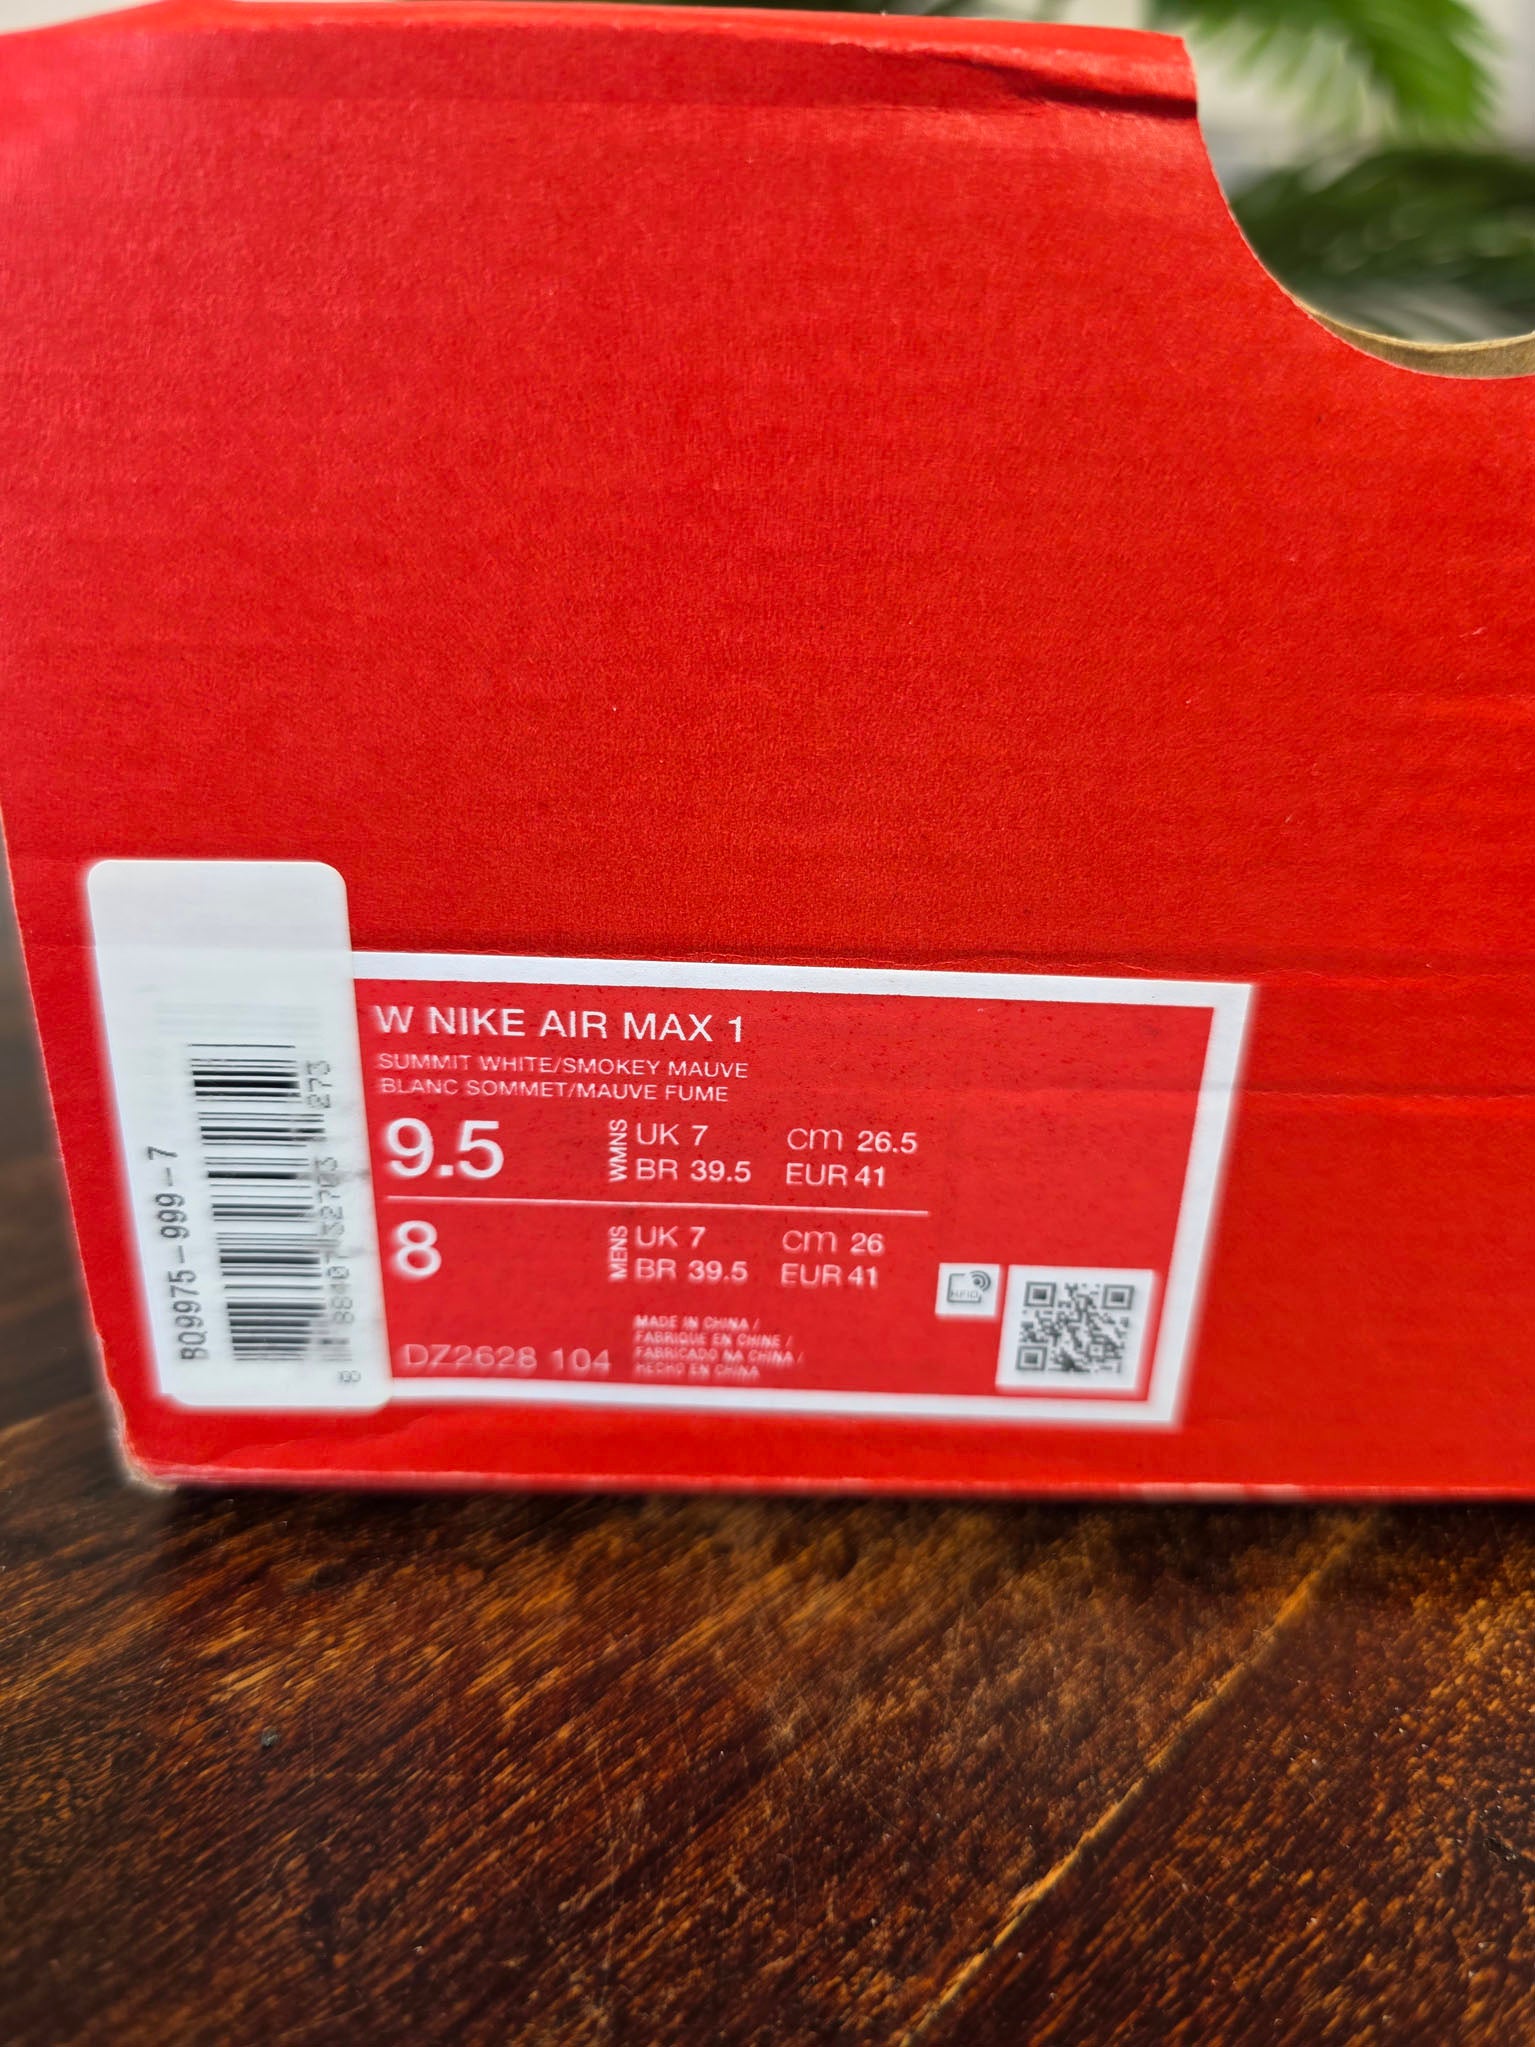 W NIKE AIR MAX 1
SUMMIT WHITE/SMOKEY MAUVE
BLANC SOMMET/MAUVE FUME
9.5 WMNS UK 7 cm 26.5
BR 39.5 EUR 41
8 MENS UK 7 cm 26
BR 39.5 EUR 41
DZ2628 104
MADE IN CHINA /
FABRIQUE EN CHINE /
FABRICADO NA CHINA /
HECHO EN CHINA
RFID
BQ9975-999-7
273